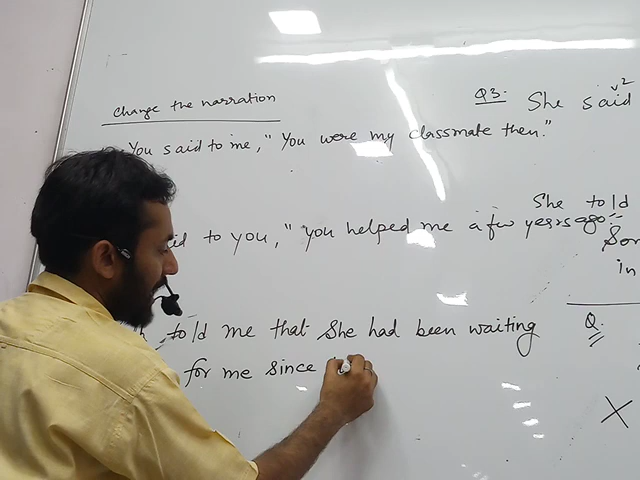 Change the narration
You said to me, "You were my classmate then."
Q3. She said v2
She told
to you, "You helped me a few years ago.
in
told me that She had been waiting
for me since
Q.
X